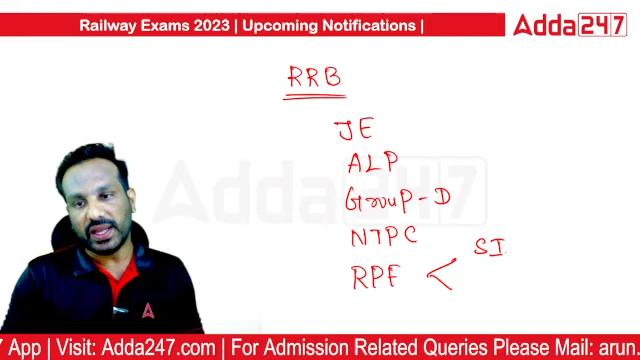 Railway Exams 2023 | Upcoming Notifications |
Adda247
RRB
JE
ALP
Group-D
NTPC
SI
RPF <
Adda247
7 App | Visit: Adda247.com | For Admission Related Queries Please Mail: arun.